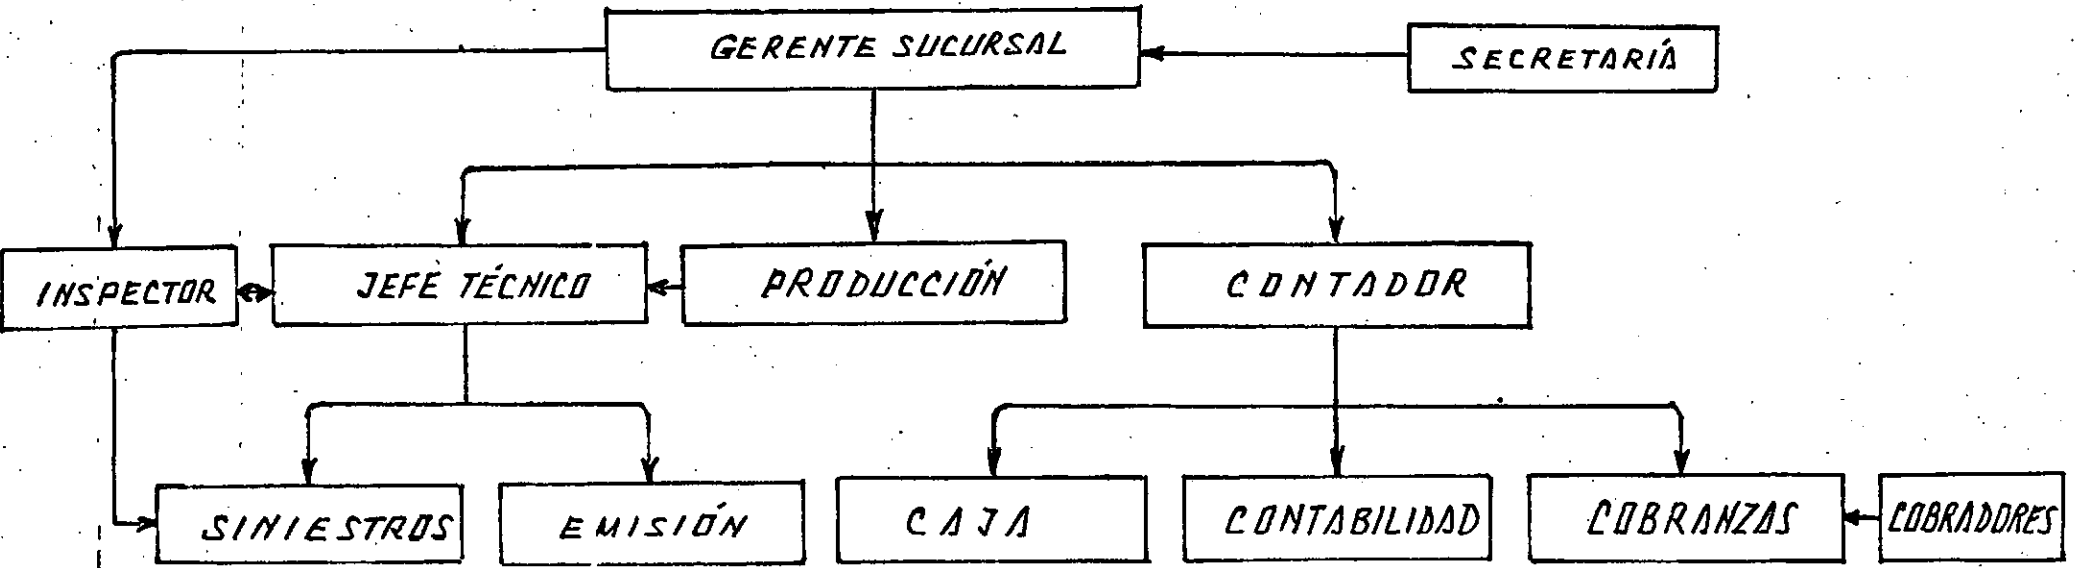 GERENTE SUCURSAL
SECRETARÍA
INSPECTOR
JEFE TÉCNICO
PRODUCCIÓN
CONTADOR
SINIESTROS
EMISIÓN
CAJA
CONTABILIDAD
COBRANZAS
COBRADORES